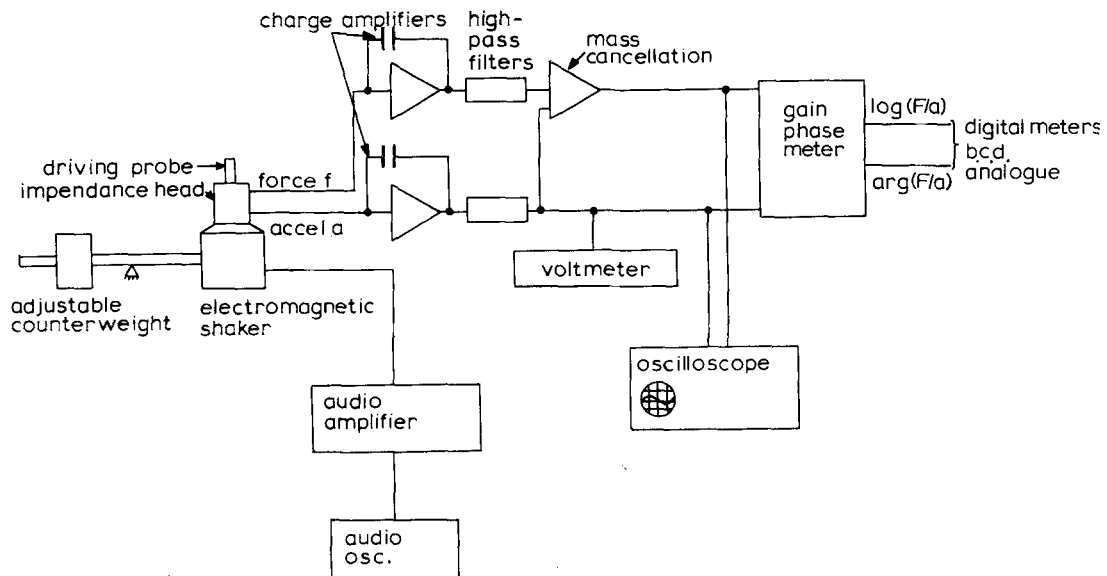 charge amplifiers
high-
pass
filters
mass
cancellation
gain
phase
meter
log (F/a)
arg(F/a)
digital meters
b.c.d.
analogue
driving probe
impendance head
force f
accel a
voltmeter
adjustable
counterweight
electromagnetic
shaker
oscilloscope
audio
amplifier
audio
osc.